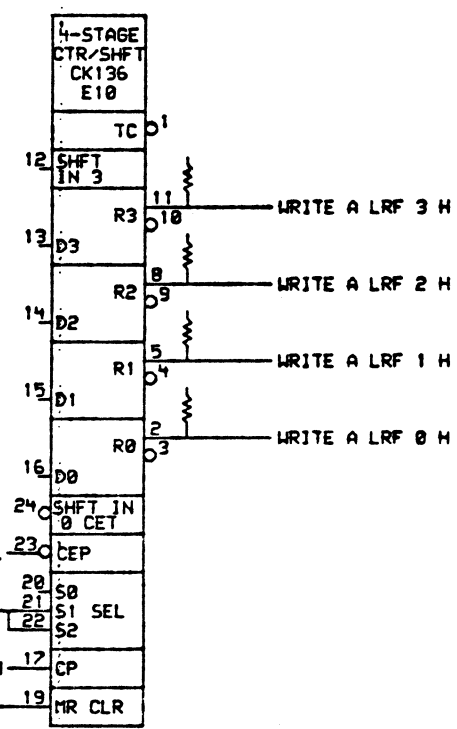 4-STAGE
CTR/SHFT
CK136
E10
TC 1
12 SHFT
IN 3
11 WRITE A LRF 3 H
R3 10
13 D3
8 WRITE A LRF 2 H
R2 9
14 D2
5 WRITE A LRF 1 H
R1 4
15 D1
2 WRITE A LRF 0 H
R0 3
16 D0
24 SHFT IN
0 CET
23 CEP
20 S0
21 S1 SEL
22 S2
17 CP
19 MR CLR